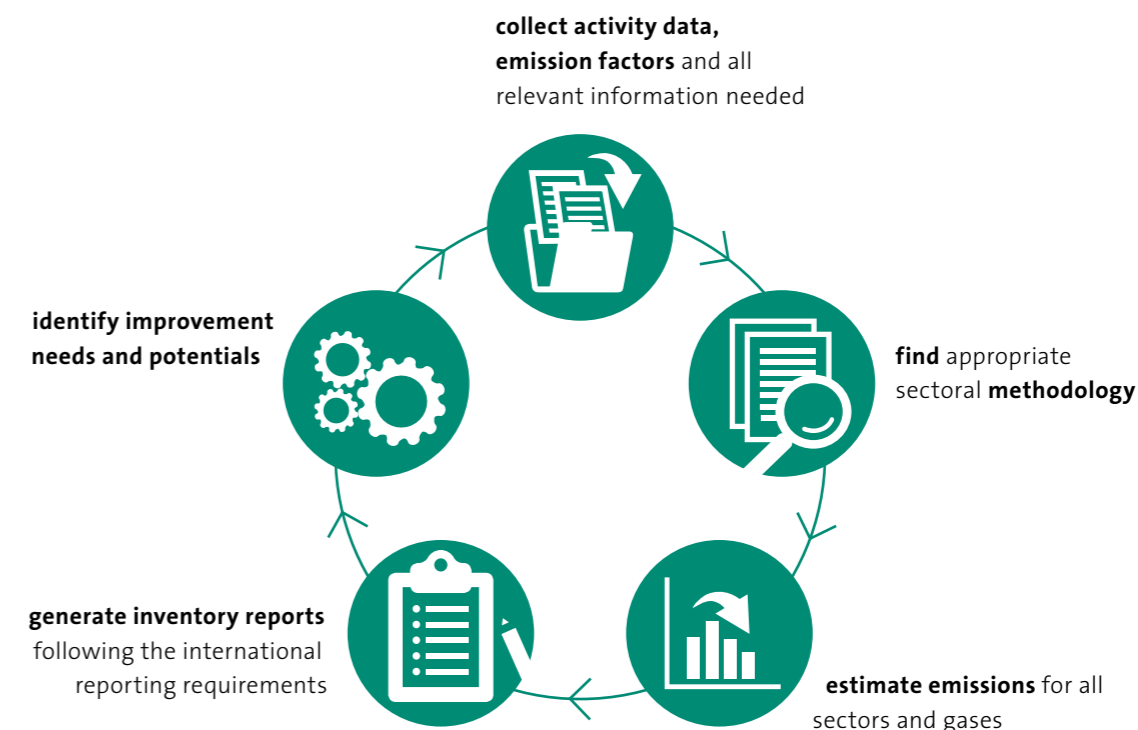 collect activity data,
emission factors and all
relevant information needed
identify improvement
needs and potentials
find appropriate
sectoral methodology
generate inventory reports
following the international
reporting requirements
estimate emissions for all
sectors and gases